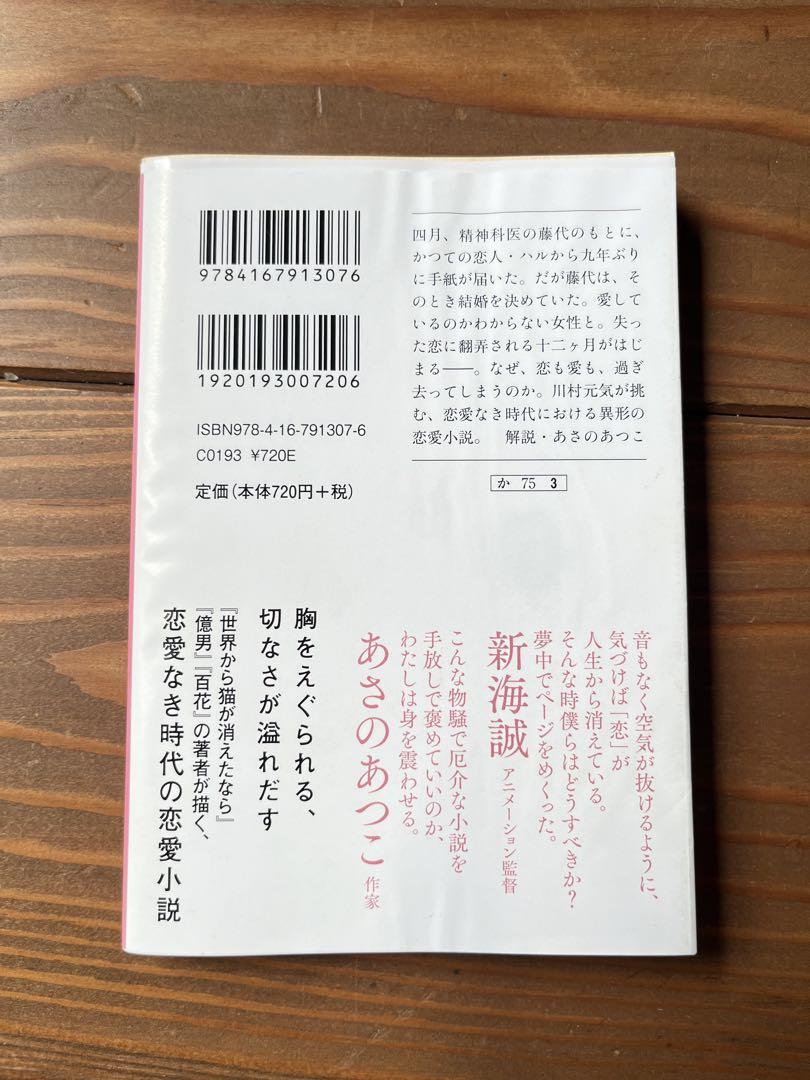 9784167913076
1920193007206
ISBN978-4-16-791307-6
C0193 ¥720E
定価(本体720円+税)
四月、精神科医の藤代のもとに、
かつての恋人・ハルから九年ぶり
に手紙が届いた。だが藤代は、そ
のとき結婚を決めていた。愛して
いるのかわからない女性と。失っ
た恋に翻弄される十二ヶ月がはじ
まる——。なぜ、恋も愛も、過ぎ
去ってしまうのか。川村元気が挑
む、恋愛なき時代における異形の
恋愛小説。 解説・あさのあつこ
か 75 3
音もなく空気が抜けるように、
気づけば「恋」が
人生から消えている。
そんな時僕らはどうすべきか?
夢中でページをめくった。
新海誠 アニメーション監督
こんな物騒で厄介な小説を
手放しで褒めていいのか、
わたしは身を震わせる。
あさのあつこ 作家
胸をえぐられる、
切なさが溢れだす
『世界から猫が消えたなら』
『億男』『百花』の著者が描く、
恋愛なき時代の恋愛小説